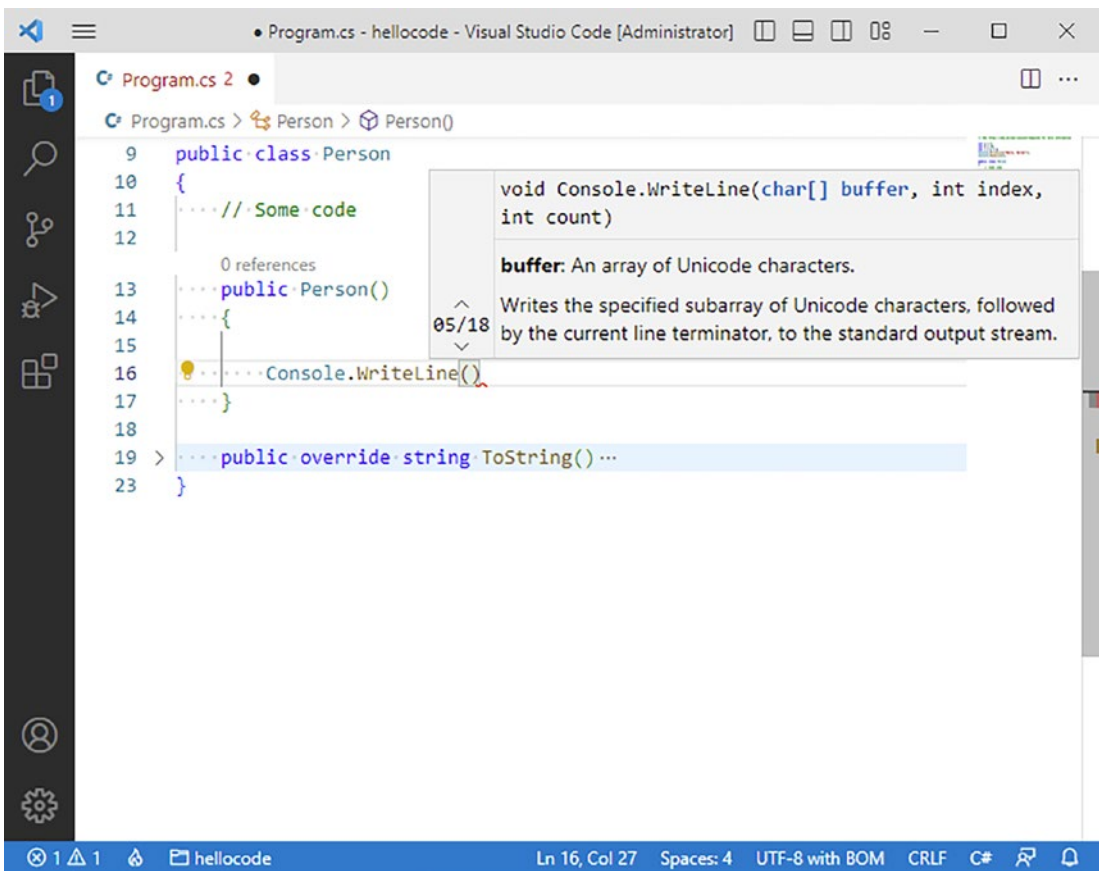 ● Program.cs - hellocode - Visual Studio Code [Administrator]
1
C# Program.cs 2 ●
C# Program.cs > Person > Person()
9 public class Person
10 {
11 // Some code
12
0 references
13 public Person()
14 {
15
16 Console.WriteLine()
17 }
18
19 > public override string ToString() ...
23 }
void Console.WriteLine(char[] buffer, int index,
int count)
buffer: An array of Unicode characters.
05/18
Writes the specified subarray of Unicode characters, followed
by the current line terminator, to the standard output stream.
1 1 hellocode Ln 16, Col 27 Spaces: 4 UTF-8 with BOM CRLF C#